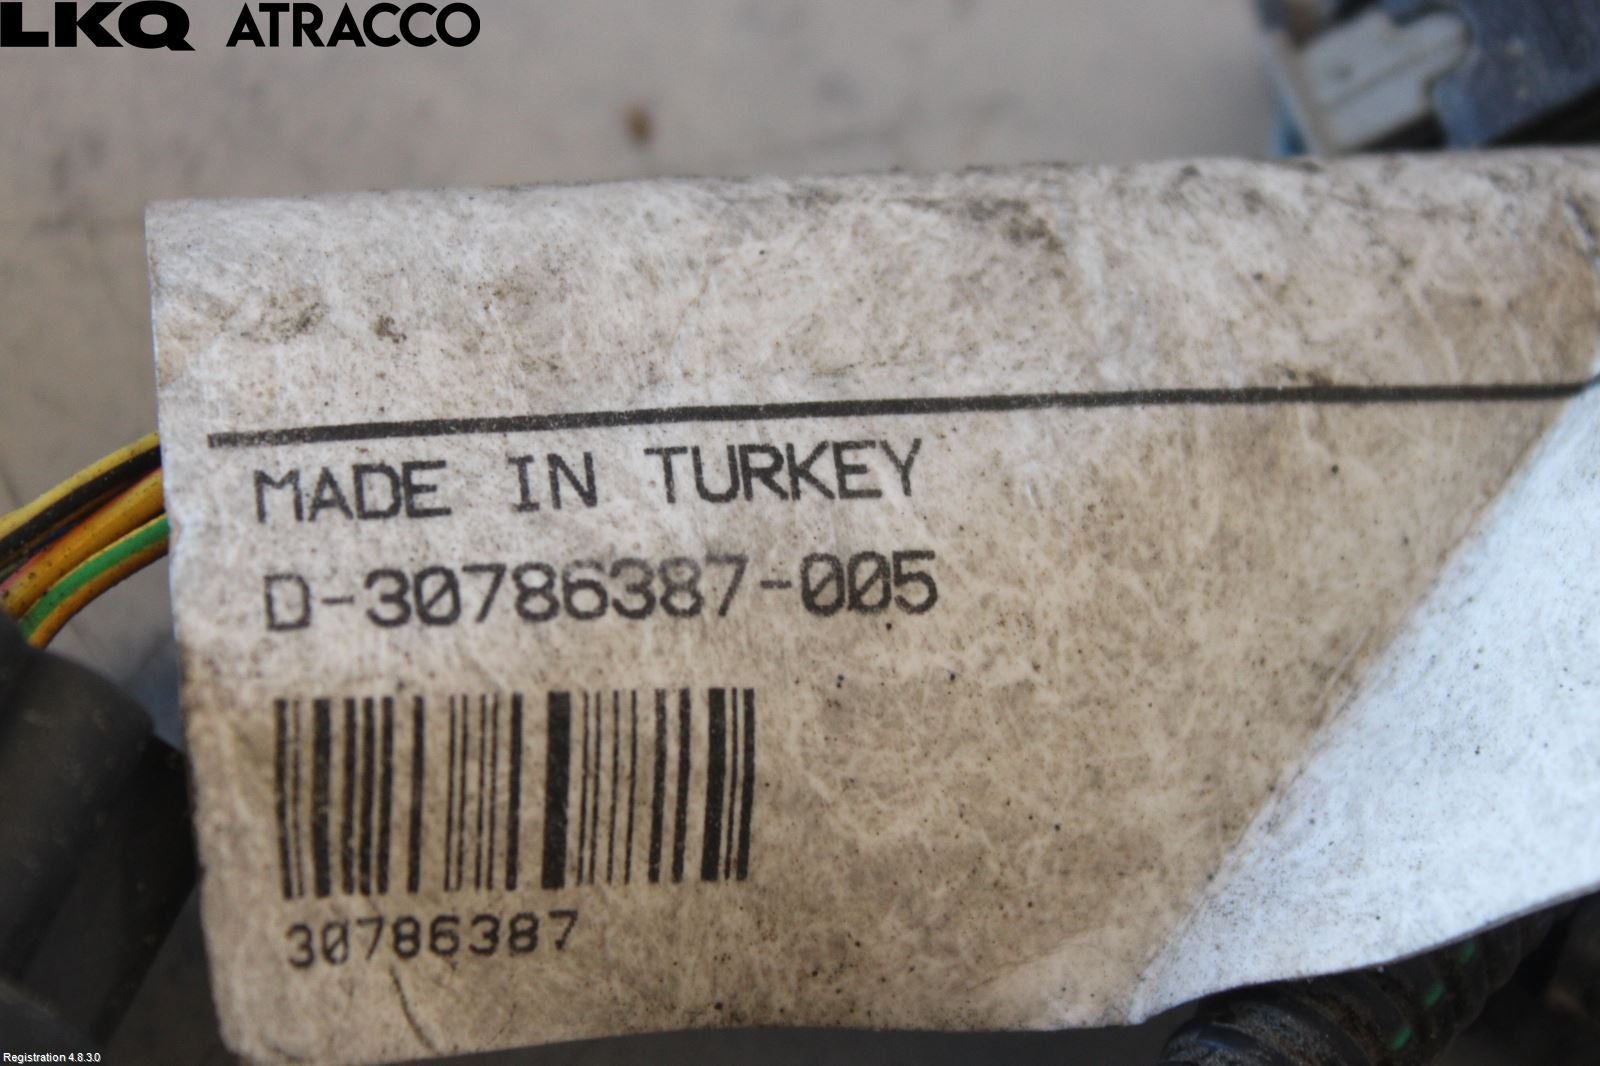 LKQ ATRACCO
MADE IN TURKEY
D-30786387-005
30786387
Registration 4.8.3.0